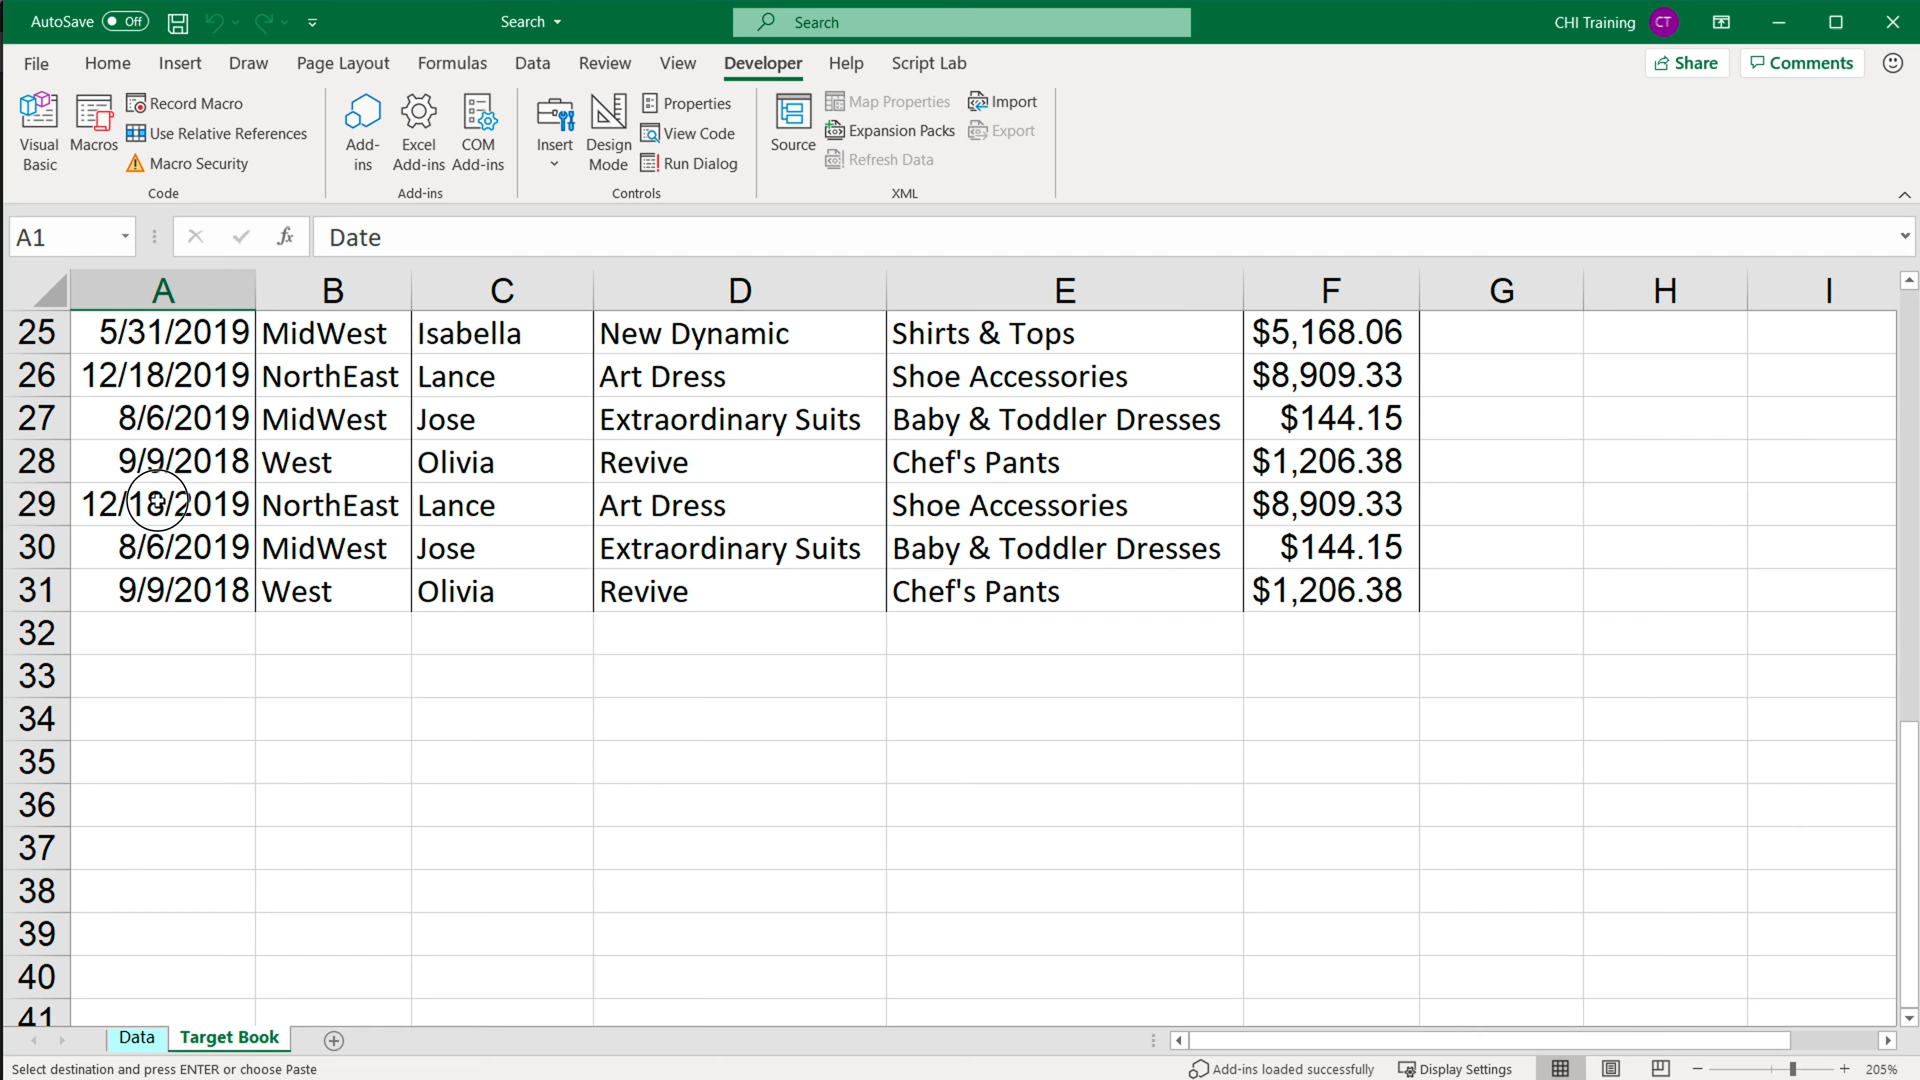 AutoSave Off Search Search CHI Training CT
File Home Insert Draw Page Layout Formulas Data Review View Developer Help Script Lab Share Comments
Visual Basic
Macros
Record Macro
Use Relative References
Macro Security
Code
Add-ins
Excel Add-ins
COM Add-ins
Add-ins
Insert
Design Mode
Properties
View Code
Run Dialog
Controls
Source
Map Properties
Expansion Packs
Refresh Data
Import
Export
XML
A1 fx Date
A B C D E F G H I
25 5/31/2019 MidWest Isabella New Dynamic Shirts & Tops $5,168.06
26 12/18/2019 NorthEast Lance Art Dress Shoe Accessories $8,909.33
27 8/6/2019 MidWest Jose Extraordinary Suits Baby & Toddler Dresses $144.15
28 9/9/2018 West Olivia Revive Chef's Pants $1,206.38
29 12/18/2019 NorthEast Lance Art Dress Shoe Accessories $8,909.33
30 8/6/2019 MidWest Jose Extraordinary Suits Baby & Toddler Dresses $144.15
31 9/9/2018 West Olivia Revive Chef's Pants $1,206.38
32
33
34
35
36
37
38
39
40
41
Data Target Book
Select destination and press ENTER or choose Paste Add-ins loaded successfully Display Settings 205%